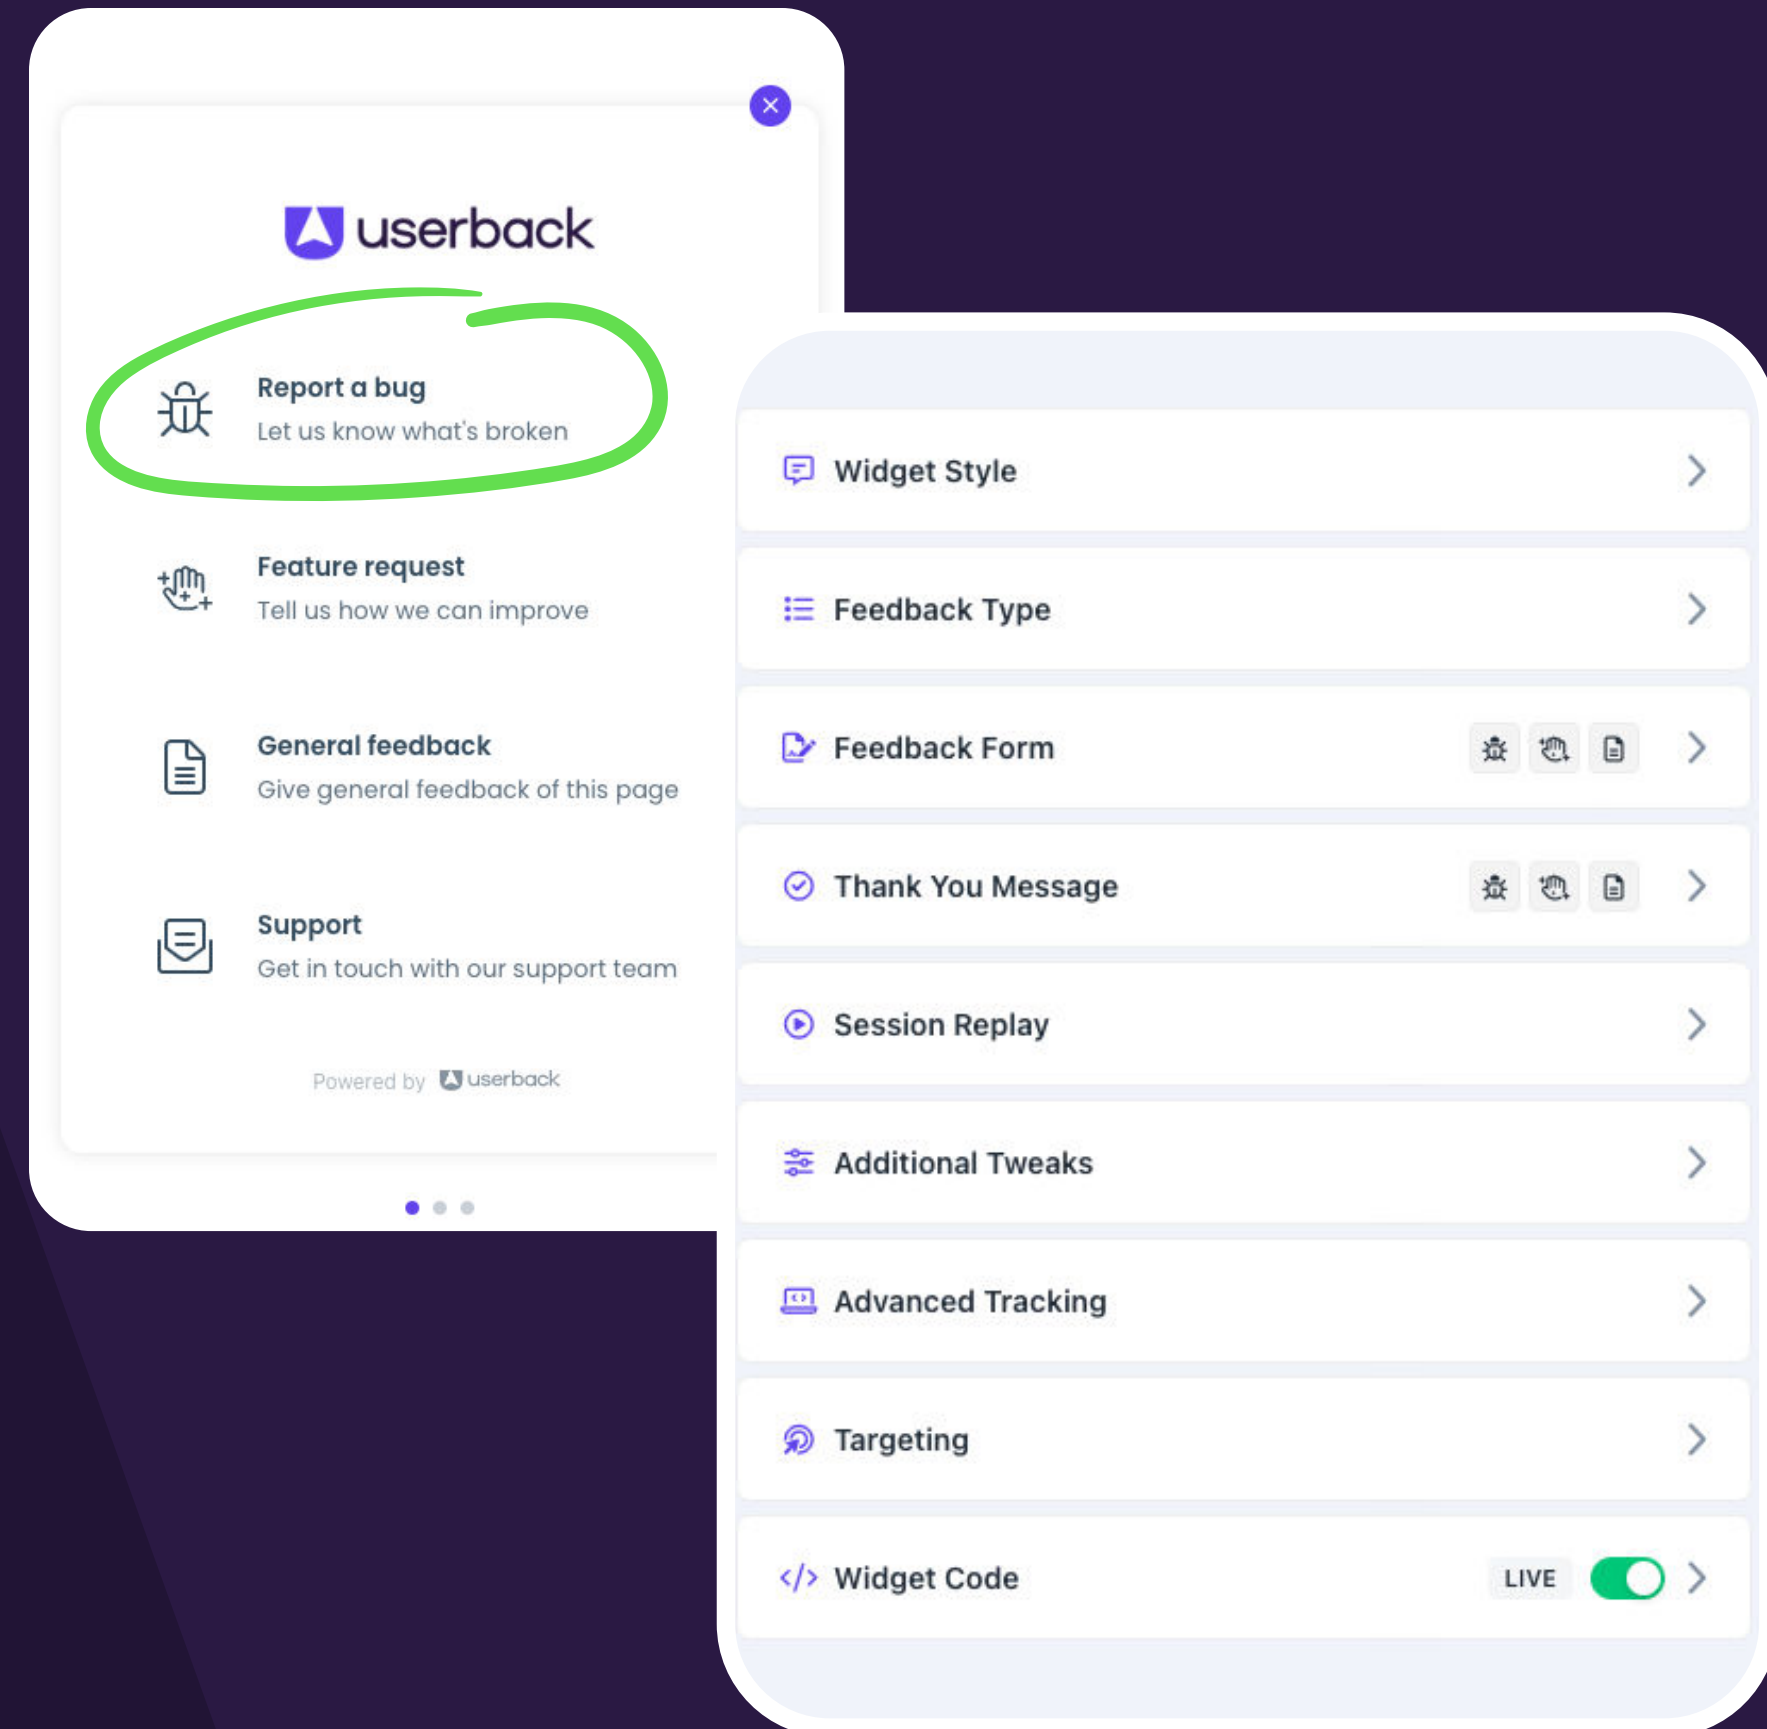 userback
Report a bug
Let us know what's broken
Feature request
Tell us how we can improve
General feedback
Give general feedback of this page
Support
Get in touch with our support team
Powered by userback
Widget Style
Feedback Type
Feedback Form
Thank You Message
Session Replay
Additional Tweaks
Advanced Tracking
Targeting
Widget Code LIVE